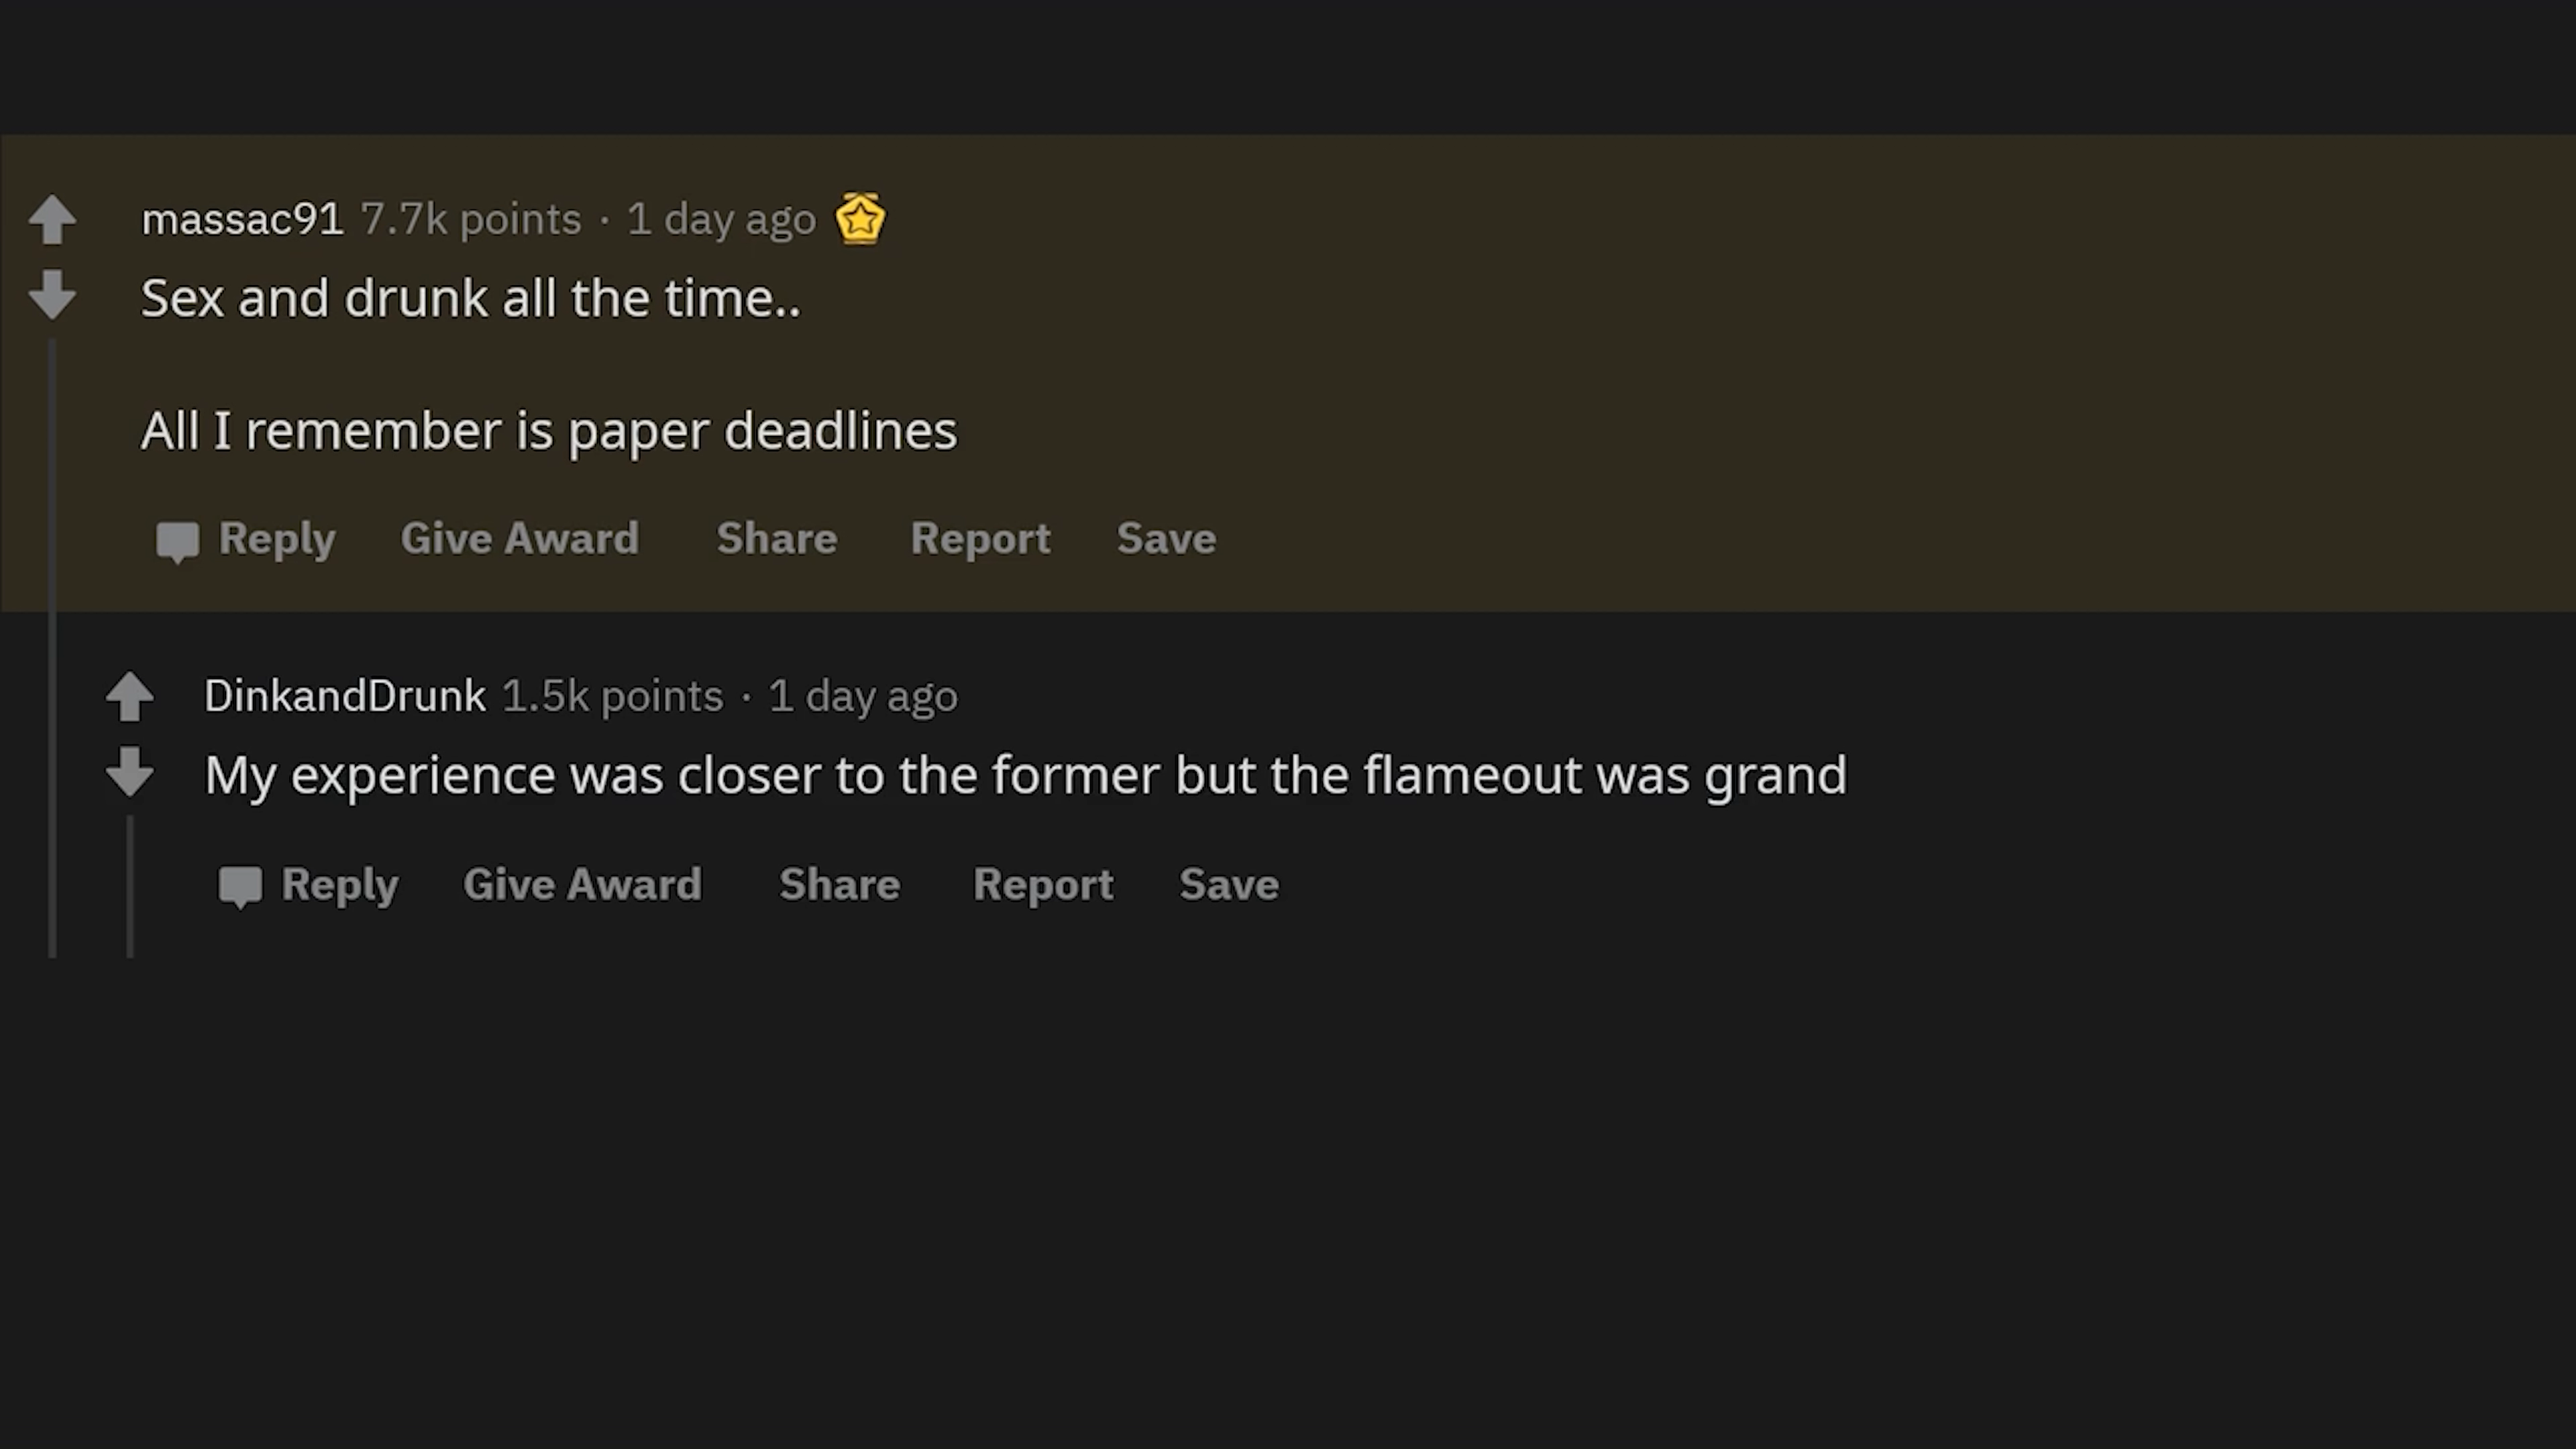 massac91 7.7k points · 1 day ago
Sex and drunk all the time..
All I remember is paper deadlines
Reply Give Award Share Report Save
DinkandDrunk 1.5k points · 1 day ago
My experience was closer to the former but the flameout was grand
Reply Give Award Share Report Save